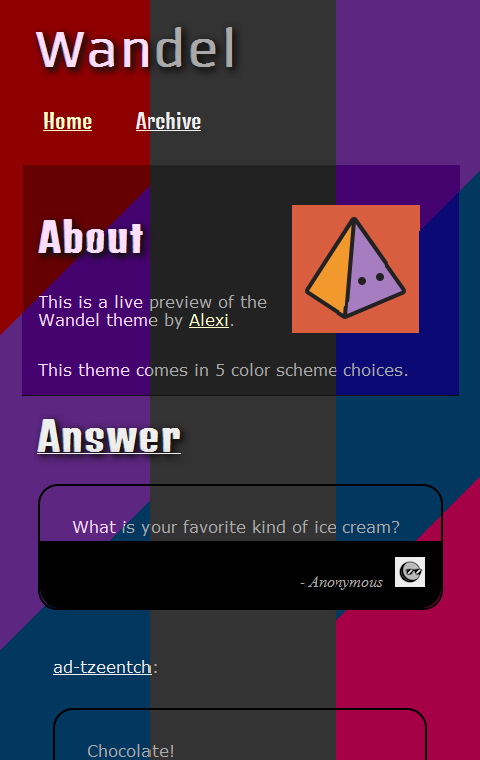 Wandel
Home Archive
About
This is a live preview of the
Wandel theme by Alexi.
This theme comes in 5 color scheme choices.
Answer
What is your favorite kind of ice cream?
- Anonymous
ad-tzeentch:
Chocolate!